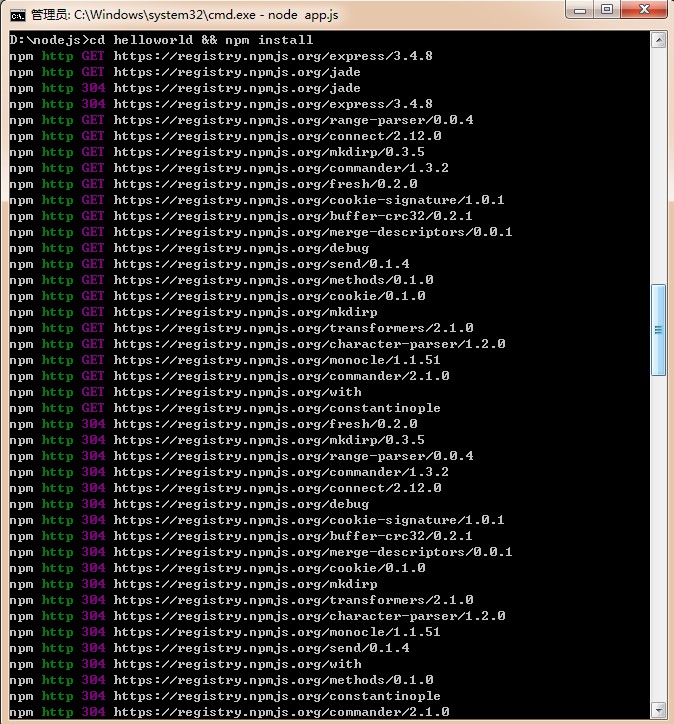 管理员: C:\Windows\system32\cmd.exe - node  app.js
D:\nodejs>cd helloworld && npm install
npm http GET https://registry.npmjs.org/express/3.4.8
npm http GET https://registry.npmjs.org/jade
npm http 304 https://registry.npmjs.org/jade
npm http 304 https://registry.npmjs.org/express/3.4.8
npm http GET https://registry.npmjs.org/range-parser/0.0.4
npm http GET https://registry.npmjs.org/connect/2.12.0
npm http GET https://registry.npmjs.org/mkdirp/0.3.5
npm http GET https://registry.npmjs.org/commander/1.3.2
npm http GET https://registry.npmjs.org/fresh/0.2.0
npm http GET https://registry.npmjs.org/cookie-signature/1.0.1
npm http GET https://registry.npmjs.org/buffer-crc32/0.2.1
npm http GET https://registry.npmjs.org/merge-descriptors/0.0.1
npm http GET https://registry.npmjs.org/debug
npm http GET https://registry.npmjs.org/send/0.1.4
npm http GET https://registry.npmjs.org/methods/0.1.0
npm http GET https://registry.npmjs.org/cookie/0.1.0
npm http GET https://registry.npmjs.org/mkdirp
npm http GET https://registry.npmjs.org/transformers/2.1.0
npm http GET https://registry.npmjs.org/character-parser/1.2.0
npm http GET https://registry.npmjs.org/monocle/1.1.51
npm http GET https://registry.npmjs.org/commander/2.1.0
npm http GET https://registry.npmjs.org/with
npm http GET https://registry.npmjs.org/constantinople
npm http 304 https://registry.npmjs.org/fresh/0.2.0
npm http 304 https://registry.npmjs.org/mkdirp/0.3.5
npm http 304 https://registry.npmjs.org/range-parser/0.0.4
npm http 304 https://registry.npmjs.org/commander/1.3.2
npm http 304 https://registry.npmjs.org/connect/2.12.0
npm http 304 https://registry.npmjs.org/debug
npm http 304 https://registry.npmjs.org/cookie-signature/1.0.1
npm http 304 https://registry.npmjs.org/buffer-crc32/0.2.1
npm http 304 https://registry.npmjs.org/merge-descriptors/0.0.1
npm http 304 https://registry.npmjs.org/cookie/0.1.0
npm http 304 https://registry.npmjs.org/mkdirp
npm http 304 https://registry.npmjs.org/transformers/2.1.0
npm http 304 https://registry.npmjs.org/character-parser/1.2.0
npm http 304 https://registry.npmjs.org/monocle/1.1.51
npm http 304 https://registry.npmjs.org/send/0.1.4
npm http 304 https://registry.npmjs.org/with
npm http 304 https://registry.npmjs.org/methods/0.1.0
npm http 304 https://registry.npmjs.org/constantinople
npm http 304 https://registry.npmjs.org/commander/2.1.0